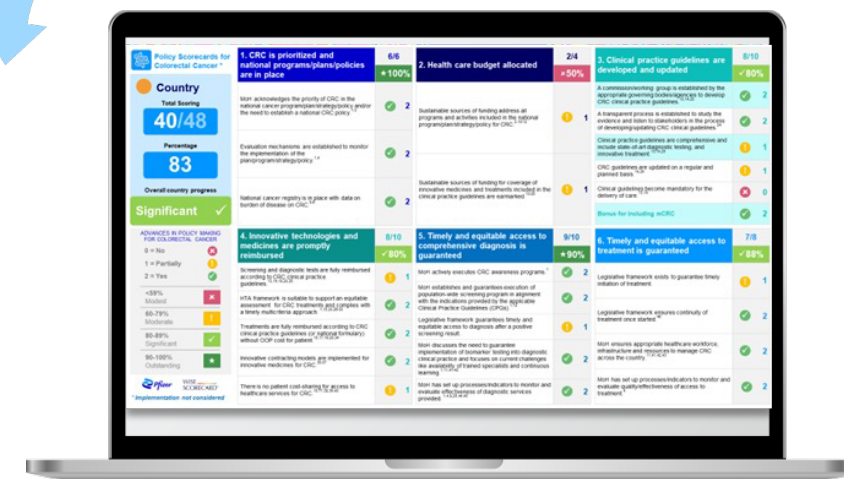 Policy Scorecards for
Colorectal Cancer *
Country
Total Scoring
40/48
Percentage
83
Overall country progress
Significant ✓
ADVANCES IN POLICY MAKING
FOR COLORECTAL CANCER
0 = No
1 = Partially
2 = Yes
<59%
Modest
60-79%
Moderate
80-89%
Significant
90-100%
Outstanding
Pfizer
WISE
SCORECARD
* Implementation not considered
1. CRC is prioritized and
national programs/plans/policies
are in place
6/6
★100%
MoH acknowledges the priority of CRC in the
national cancer program/plan/strategy/policy and/or
the need to establish a national CRC policy.
2
Evaluation mechanisms are established to monitor
the implementation of the
plan/program/strategy/policy.
2
National cancer registry is in place with data on
burden of disease on CRC.
2
2. Health care budget allocated
2/4
×50%
Sustainable sources of funding address all
programs and activities included in the national
program/plan/strategy/policy for CRC.
1
Sustainable sources of funding for coverage of
innovative medicines and treatments included in the
clinical practice guidelines are earmarked.
1
3. Clinical practice guidelines are
developed and updated
8/10
✓80%
A commission/working group is established by the
appropriate governing bodies/agencies to develop
CRC clinical practice guidelines.
2
A transparent process is established to study the
evidence and listen to stakeholders in the process
of developing/updating CRC clinical guidelines.
2
Clinical practice guidelines are comprehensive and
include state-of-art diagnostic, testing, and
innovative treatment.
1
CRC guidelines are updated on a regular and
planned basis.
1
Clinical guidelines become mandatory for the
delivery of care.
0
Bonus for including mCRC
2
4. Innovative technologies and
medicines are promptly
reimbursed
8/10
✓80%
Screening and diagnostic tests are fully reimbursed
according to CRC clinical practice
guidelines.
1
HTA framework is suitable to support an equitable
assessment for CRC treatments and complies with
a timely multicriteria approach.
2
Treatments are fully reimbursed according to CRC
clinical practice guidelines (or national formulary)
without OOP cost for patient.
2
Innovative contracting models are implemented for
innovative medicines for CRC.
2
There is no patient cost-sharing for access to
healthcare services for CRC.
1
5. Timely and equitable access to
comprehensive diagnosis is
guaranteed
9/10
★90%
MoH actively executes CRC awareness programs.
2
MoH establishes and guarantees execution of
population-wide screening program in alignment
with the indications provided by the applicable
Clinical Practice Guidelines (CPGs).
2
Legislative framework guarantees timely and
equitable access to diagnosis after a positive
screening result.
1
MoH discusses the need to guarantee
implementation of biomarker testing into diagnostic
clinical practice and focuses on current challenges
like availability of trained specialists and continuous
learning.
2
MoH has set up processes/indicators to monitor and
evaluate effectiveness of diagnostic services
provided.
2
6. Timely and equitable access to
treatment is guaranteed
7/8
✓88%
Legislative framework exists to guarantee timely
initiation of treatment.
1
Legislative framework ensures continuity of
treatment once started.
2
MoH ensures appropriate healthcare workforce,
infrastructure and resources to manage CRC
across the country.
2
MoH has set up processes/indicators to monitor and
evaluate quality/effectiveness of access to
treatment.
2